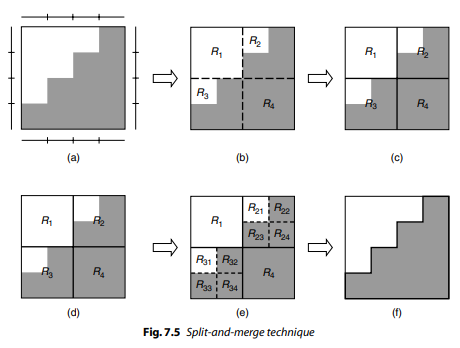 R1 R2 R1 R2
R3 R4 R3 R4
(a) (b) (c)
R1 R2 R1 R21 R22
R23 R24
R3 R4 R31 R32 R4
R33 R34
(d) (e) (f)
Fig. 7.5 Split-and-merge technique